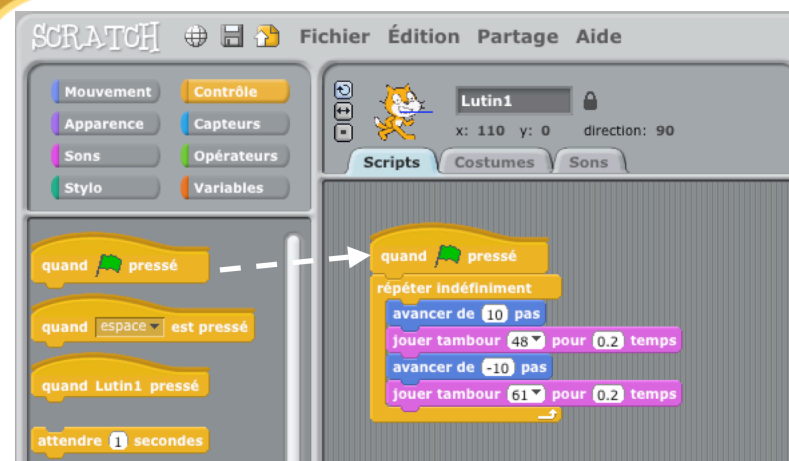 SCRATCH Fichier Édition Partage Aide
Mouvement Contrôle
Apparence Capteurs
Sons Opérateurs
Stylo Variables
Lutin1
x: 110 y: 0 direction: 90
Scripts Costumes Sons
quand pressé
quand espace est pressé
quand Lutin1 pressé
attendre 1 secondes
quand pressé
répéter indéfiniment
avancer de 10 pas
jouer tambour 48 pour 0.2 temps
avancer de -10 pas
jouer tambour 61 pour 0.2 temps